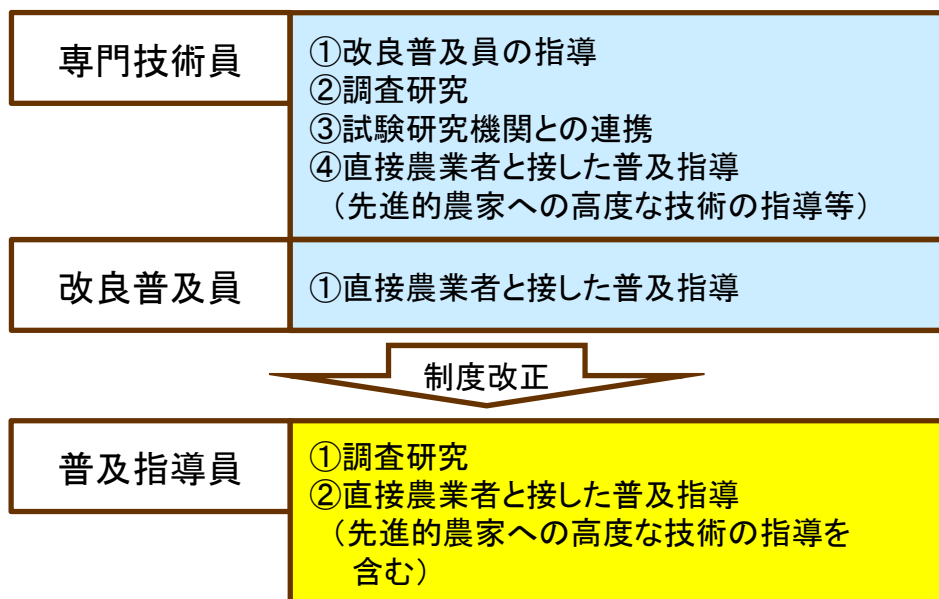 専門技術員
①改良普及員の指導
②調査研究
③試験研究機関との連携
④直接農業者と接した普及指導
（先進的農家への高度な技術の指導等）
改良普及員
①直接農業者と接した普及指導
制度改正
普及指導員
①調査研究
②直接農業者と接した普及指導
（先進的農家への高度な技術の指導を
含む）